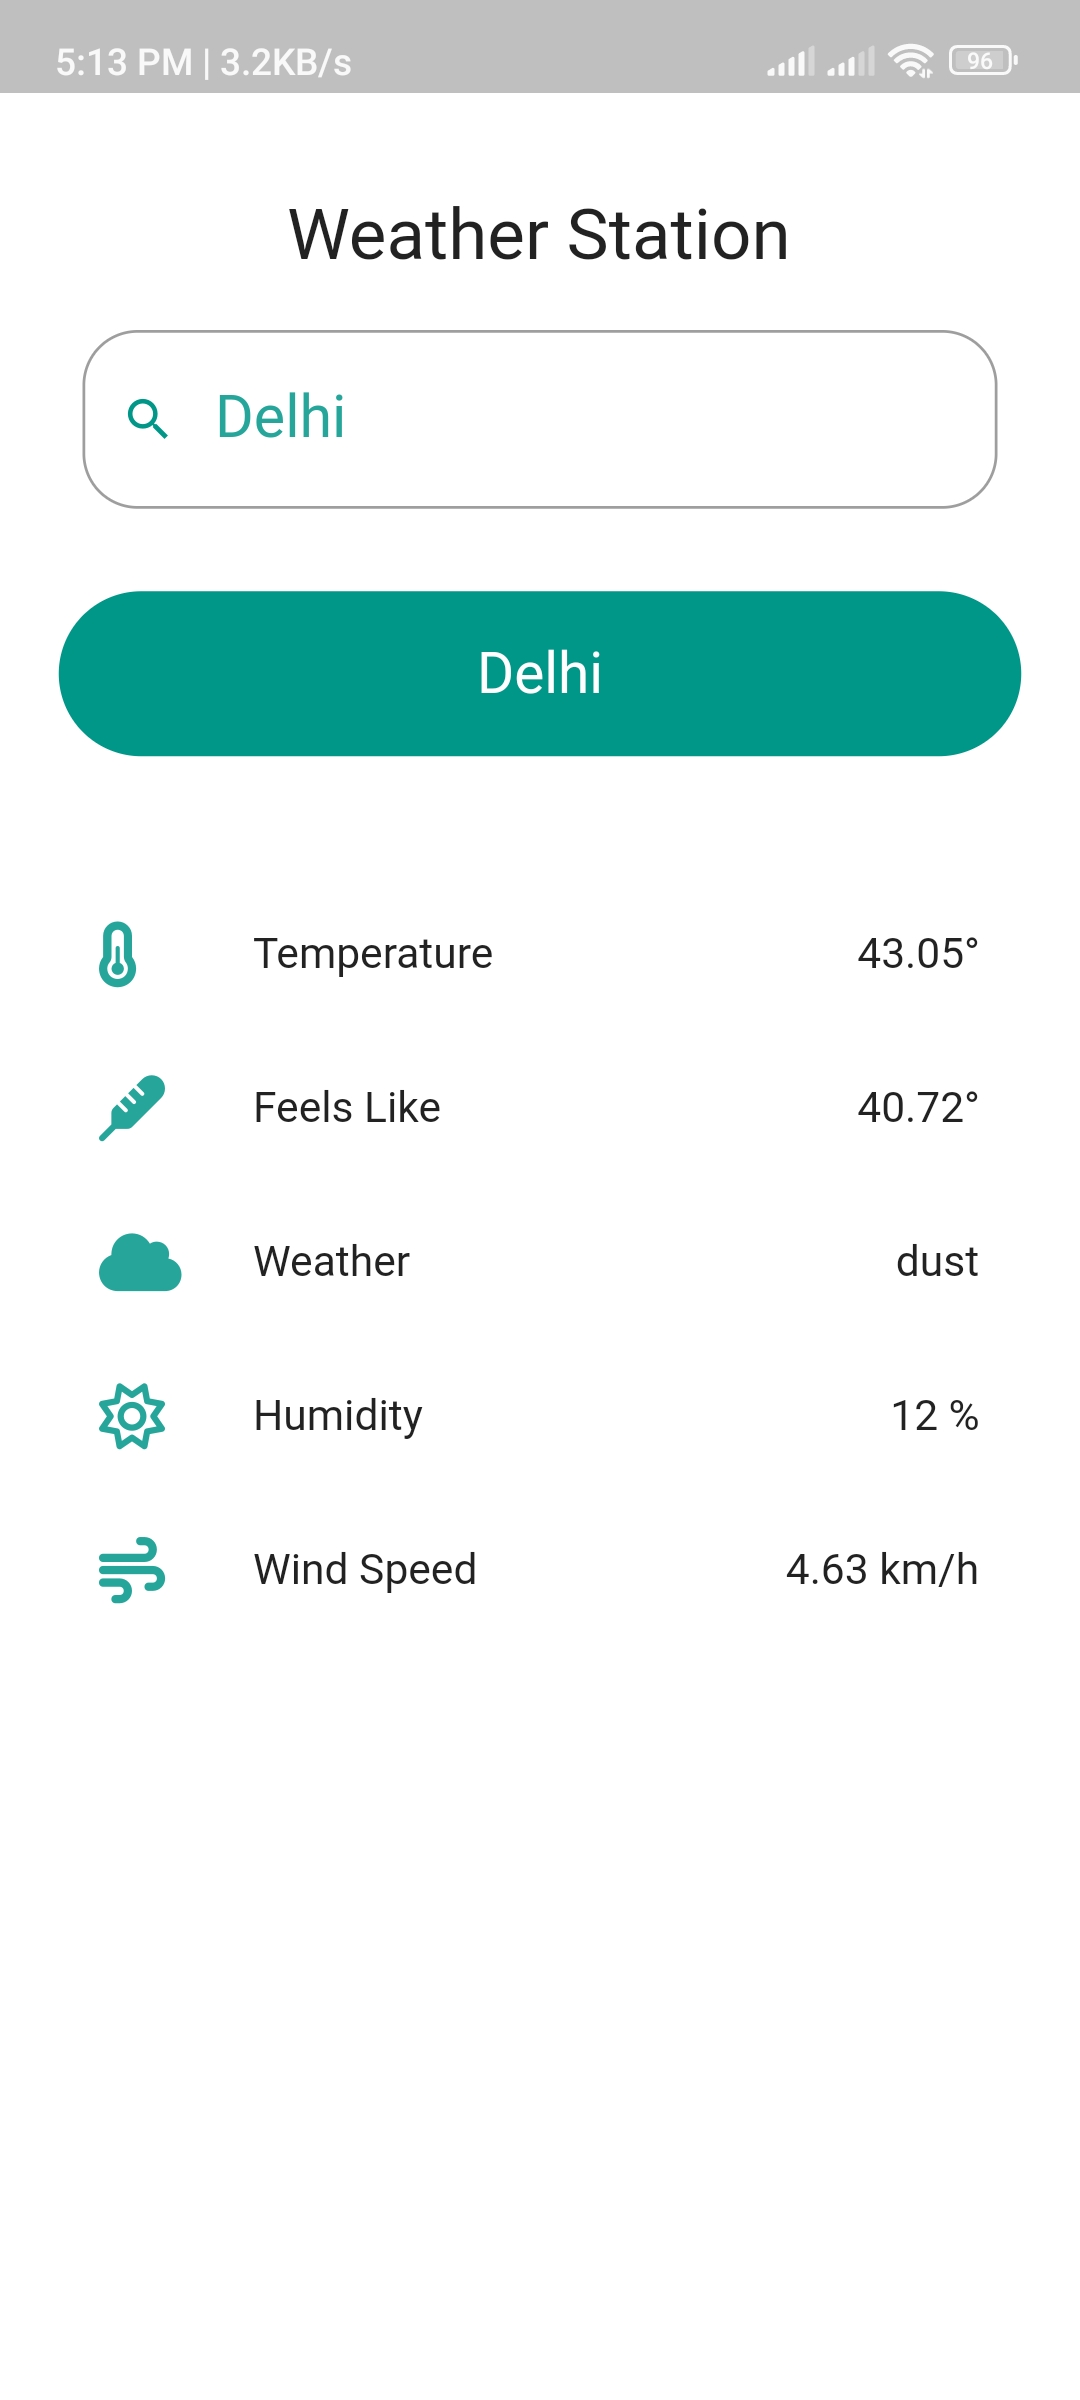 5:13 PM | 3.2KB/s 96
Weather Station
Delhi
Delhi
Temperature 43.05°
Feels Like 40.72°
Weather dust
Humidity 12 %
Wind Speed 4.63 km/h